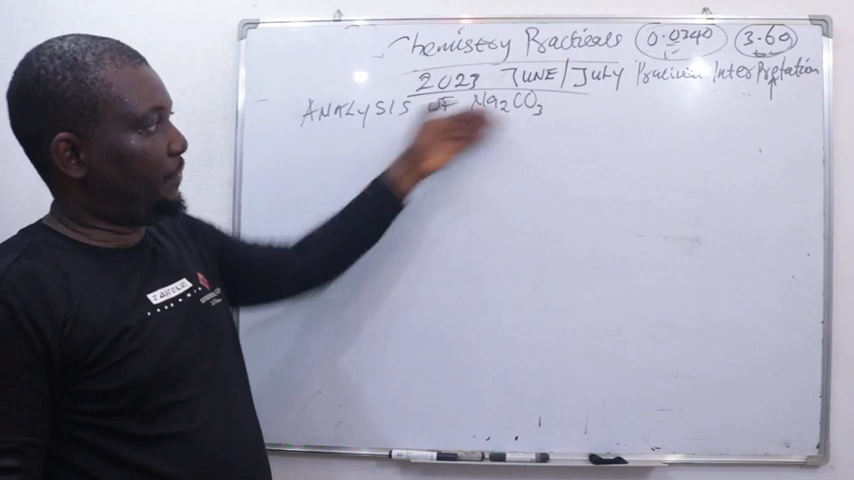 Chemistry Practicals 0.0340 3.60
2023 JUNE/JULY Practical Interpretation
ANALYSIS OF Na2CO3